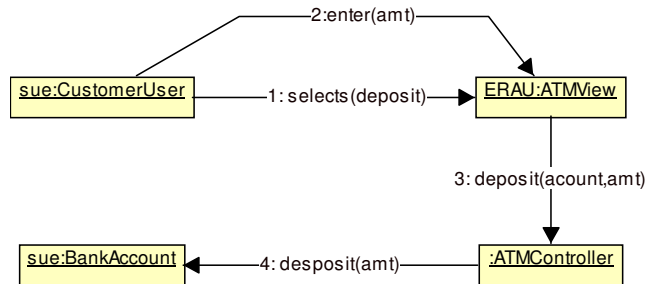 2:enter(amt)
sue:CustomerUser
1: selects(deposit)
ERAU:ATMView
3: deposit(acount,amt)
sue:BankAccount
4: desposit(amt)
:ATMController